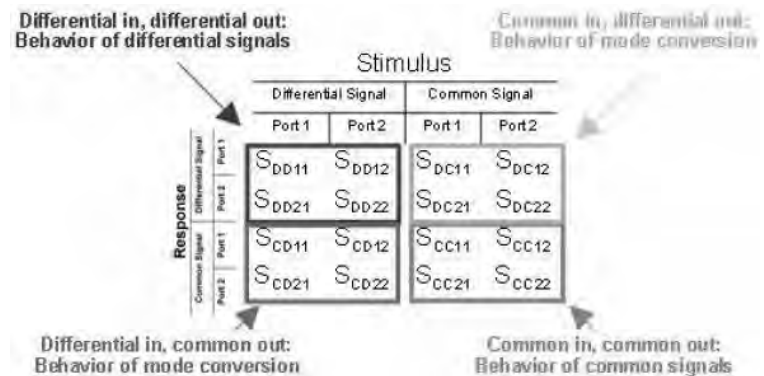 Differential in, differential out:
Behavior of differential signals
Common in, differential out:
Behavior of mode conversion
Stimulus
Differential Signal Common Signal
Port 1 Port 2 Port 1 Port 2
Response
Differential Signal
Common Signal
Port 1
Port 2
Port 1
Port 2
SDD11 SDD12 SDC11 SDC12
SDD21 SDD22 SDC21 SDC22
SCD11 SCD12 SCC11 SCC12
SCD21 SCD22 SCC21 SCC22
Differential in, common out:
Behavior of mode conversion
Common in, common out:
Behavior of common signals